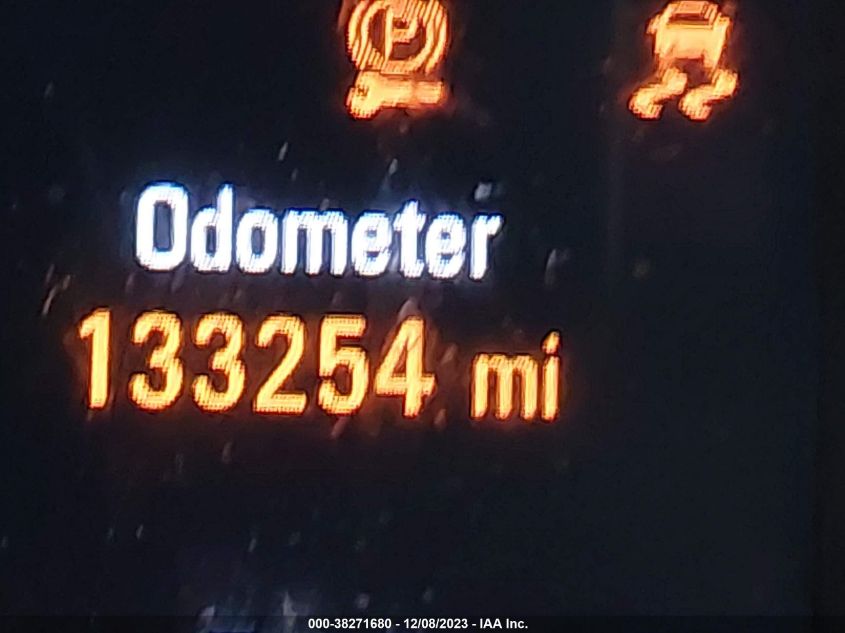 P
Odometer
133254 mi
000-38271680 - 12/08/2023 - IAA Inc.